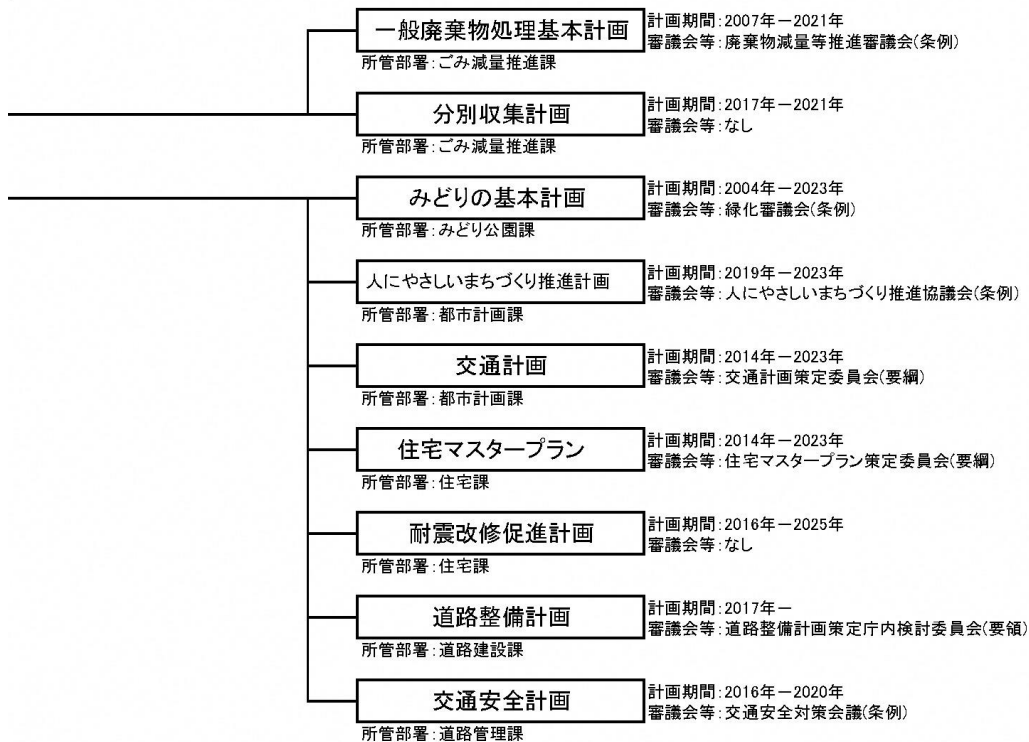 一般廃棄物処理基本計画
計画期間:2007年－2021年
審議会等:廃棄物減量等推進審議会(条例)
所管部署:ごみ減量推進課
分別収集計画
計画期間:2017年－2021年
審議会等:なし
所管部署:ごみ減量推進課
みどりの基本計画
計画期間:2004年－2023年
審議会等:緑化審議会(条例)
所管部署:みどり公園課
人にやさしいまちづくり推進計画
計画期間:2019年－2023年
審議会等:人にやさしいまちづくり推進協議会(条例)
所管部署:都市計画課
交通計画
計画期間:2014年－2023年
審議会等:交通計画策定委員会(要綱)
所管部署:都市計画課
住宅マスタープラン
計画期間:2014年－2023年
審議会等:住宅マスタープラン策定委員会(要綱)
所管部署:住宅課
耐震改修促進計画
計画期間:2016年－2025年
審議会等:なし
所管部署:住宅課
道路整備計画
計画期間:2017年－
審議会等:道路整備計画策定庁内検討委員会(要領)
所管部署:道路建設課
交通安全計画
計画期間:2016年－2020年
審議会等:交通安全対策会議(条例)
所管部署:道路管理課